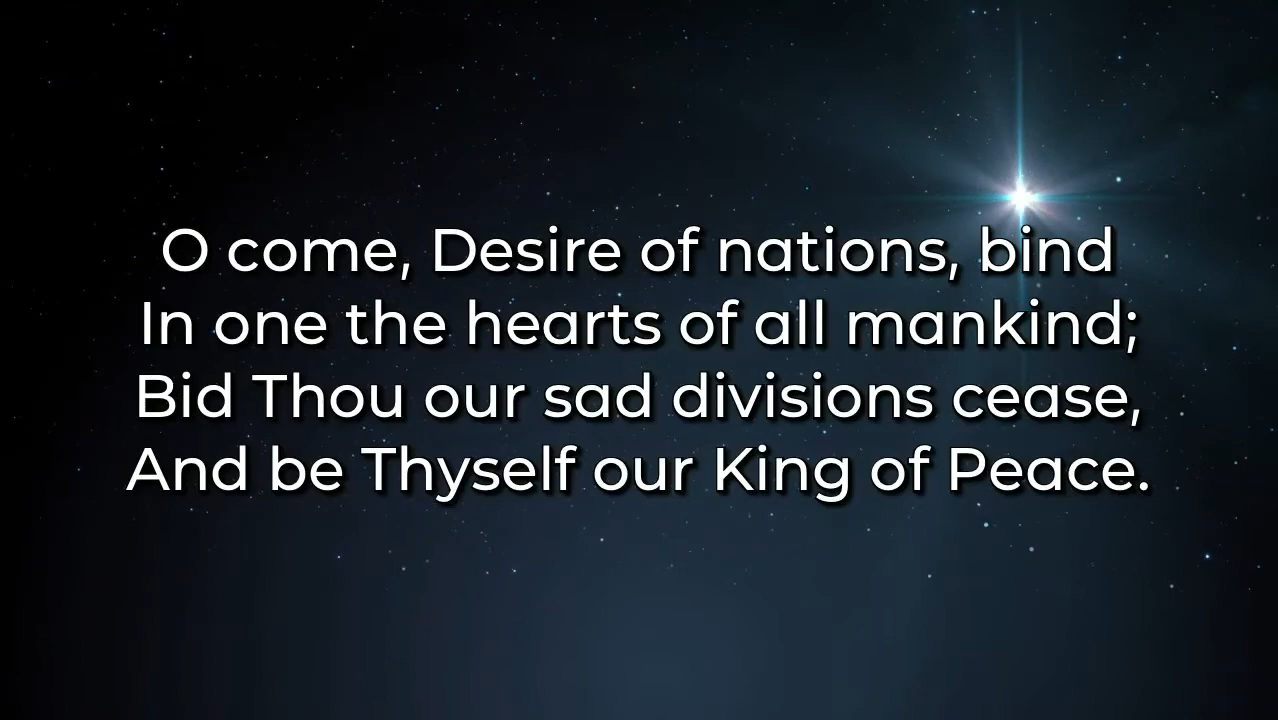 O come, Desire of nations, bind
In one the hearts of all mankind;
Bid Thou our sad divisions cease,
And be Thyself our King of Peace.